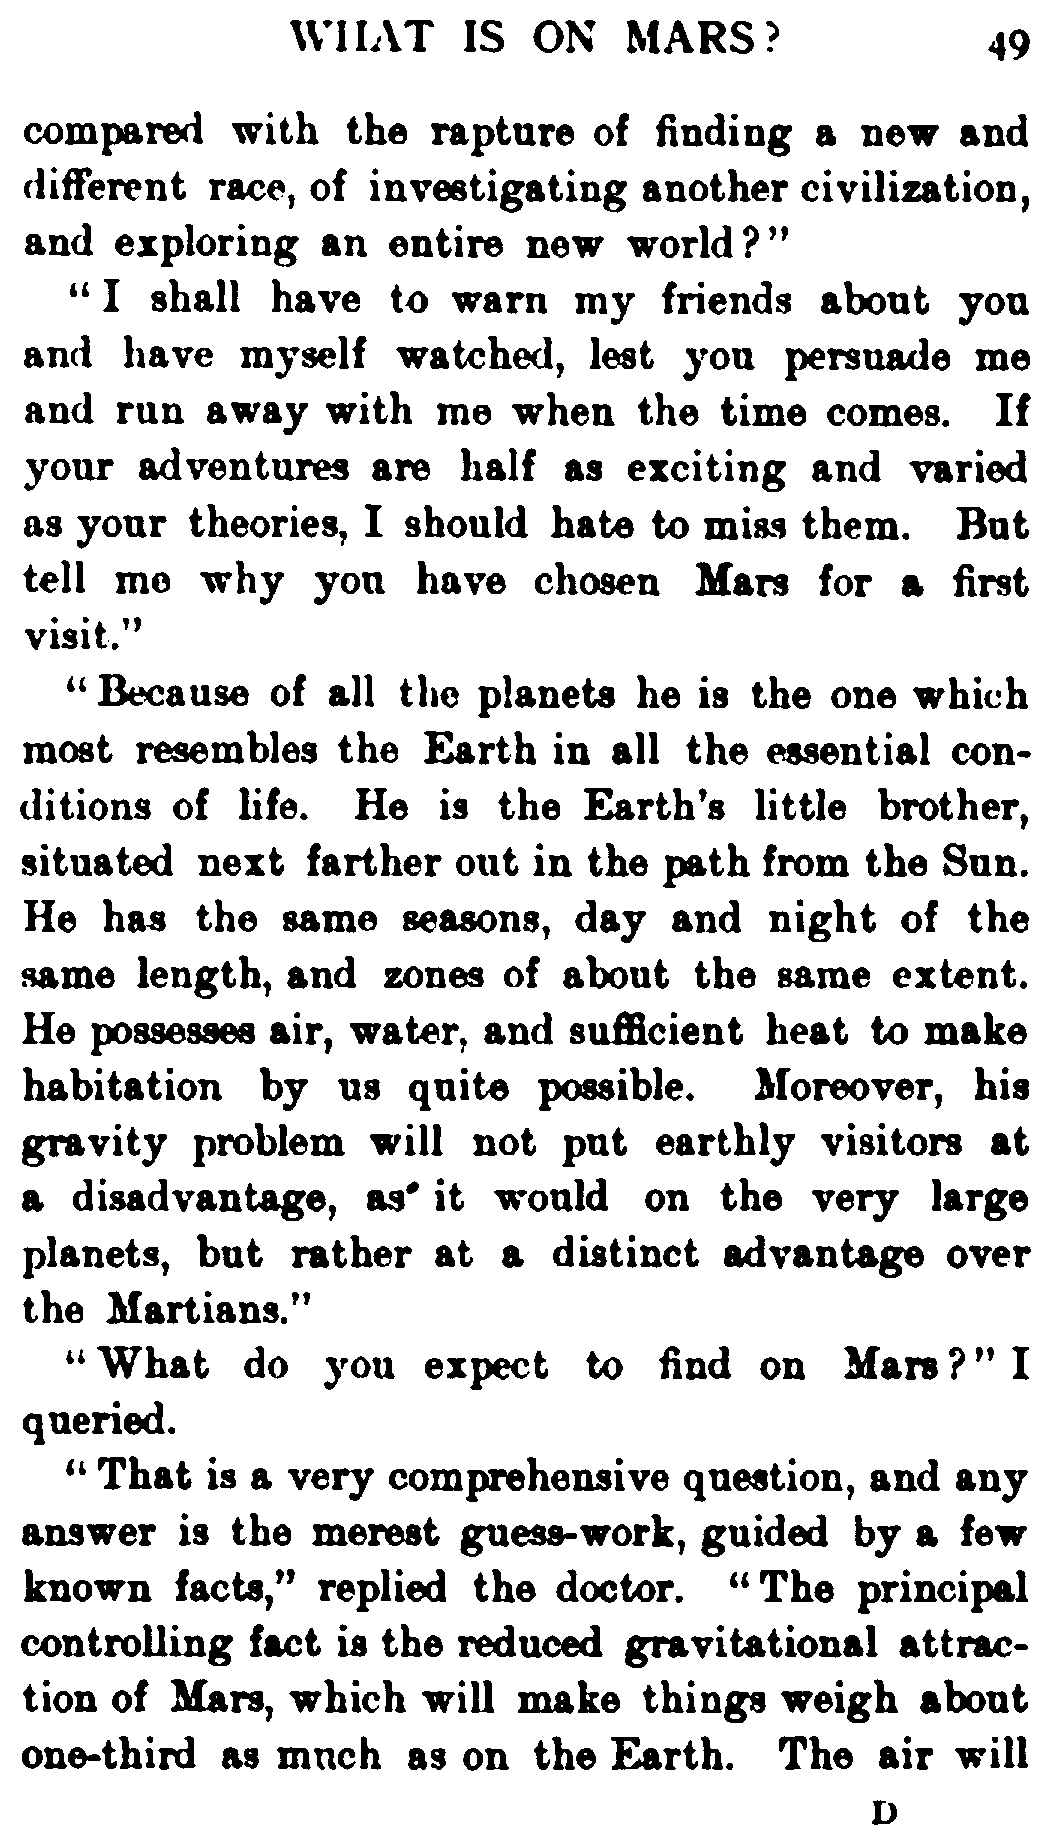 WHAT IS ON MARS? 49
compared with the rapture of finding a new and
different race, of investigating another civilization,
and exploring an entire new world?"
"I shall have to warn my friends about you
and have myself watched, lest you persuade me
and run away with me when the time comes. If
your adventures are half as exciting and varied
as your theories, I should hate to miss them. But
tell me why you have chosen Mars for a first
visit."
"Because of all the planets he is the one which
most resembles the Earth in all the essential con-
ditions of life. He is the Earth's little brother,
situated next farther out in the path from the Sun.
He has the same seasons, day and night of the
same length, and zones of about the same extent.
He possesses air, water, and sufficient heat to make
habitation by us quite possible. Moreover, his
gravity problem will not put earthly visitors at
a disadvantage, as it would on the very large
planets, but rather at a distinct advantage over
the Martians."
"What do you expect to find on Mars?" I
queried.
"That is a very comprehensive question, and any
answer is the merest guess-work, guided by a few
known facts," replied the doctor. "The principal
controlling fact is the reduced gravitational attrac-
tion of Mars, which will make things weigh about
one-third as much as on the Earth. The air will
D